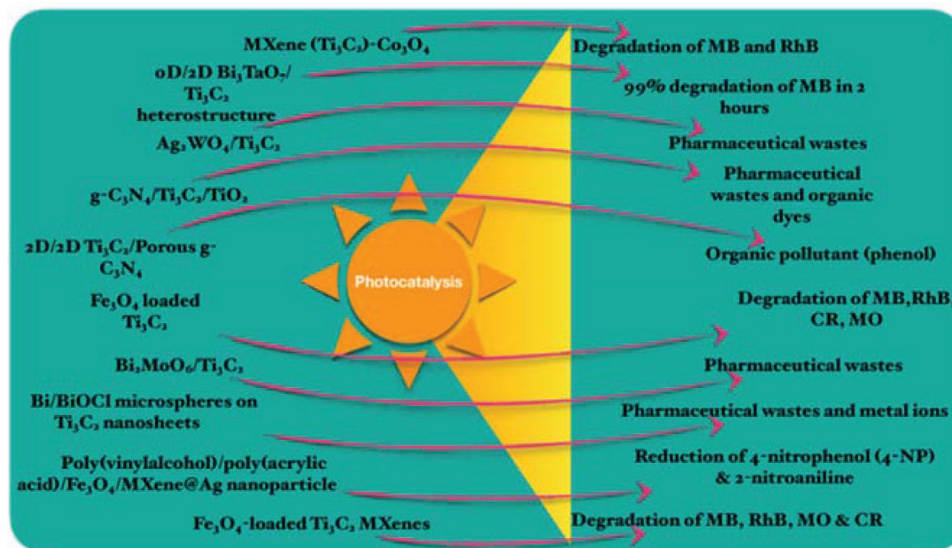 MXene (Ti₃C₂)-Co₃O₄
Degradation of MB and RhB
0D/2D Bi₃TaO₇/
Ti₃C₂
heterostructure
99% degradation of MB in 2
hours
Ag₂WO₄/Ti₃C₂
Pharmaceutical wastes
g-C₃N₄/Ti₃C₂/TiO₂
Pharmaceutical
wastes and organic
dyes
2D/2D Ti₃C₂/Porous g-
C₃N₄
Organic pollutant (phenol)
Photocatalysis
Fe₃O₄ loaded
Ti₃C₂
Degradation of MB,RhB,
CR, MO
Bi₂MoO₆/Ti₃C₂
Pharmaceutical wastes
Bi/BiOCl microspheres on
Ti₃C₂ nanosheets
Pharmaceutical wastes and metal ions
Poly(vinylalcohol)/poly(acrylic
acid)/Fe₃O₄/MXene@Ag nanoparticle
Reduction of 4-nitrophenol (4-NP)
& 2-nitroaniline
Fe₃O₄-loaded Ti₃C₂ MXenes
Degradation of MB, RhB, MO & CR